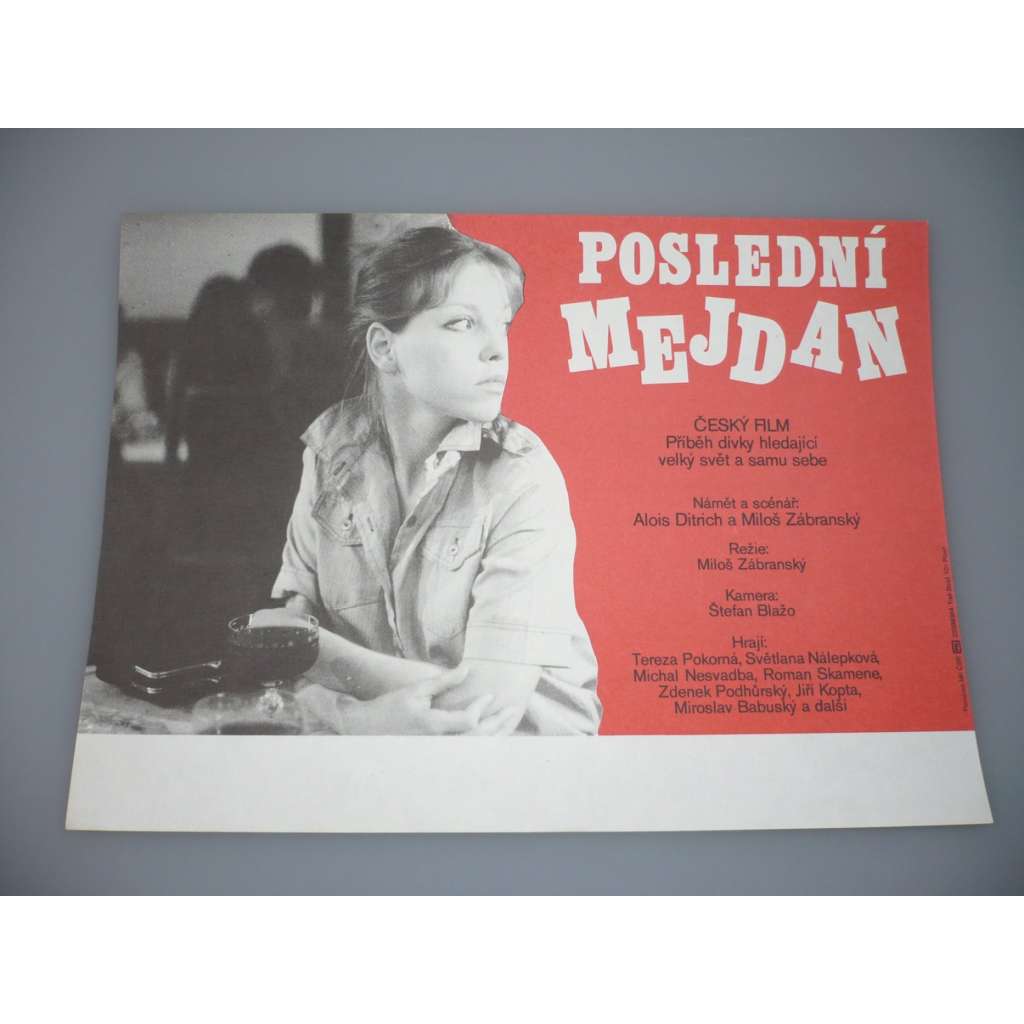 POSLEDNÍ
MEJDAN
ČESKÝ FILM
Příběh dívky hledající
velký svět a samu sebe
Námět a scénář:
Alois Ditrich a Miloš Zábranský
Režie:
Miloš Zábranský
Kamera:
Štefan Blažo
Hrají:
Tereza Pokorná, Světlana Nálepková,
Michal Nesvadba, Roman Skamene,
Zdenek Podhůrský, Jiří Kopta,
Miroslav Babuský a další